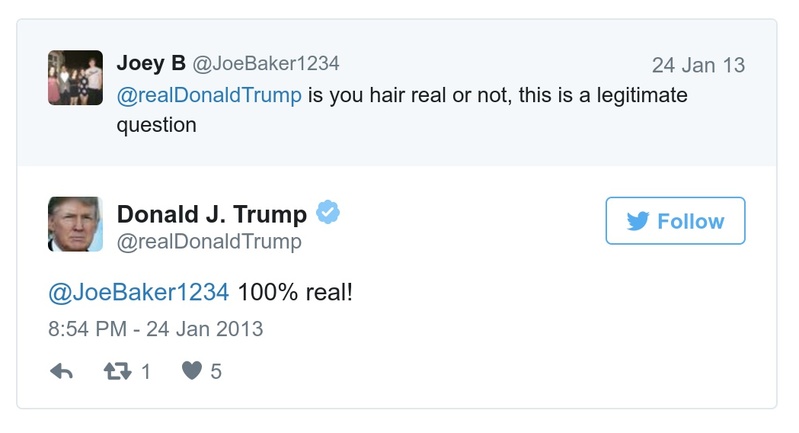 Joey B @JoeBaker1234 24 Jan 13
@realDonaldTrump is you hair real or not, this is a legitimate
question
Donald J. Trump
@realDonaldTrump
Follow
@JoeBaker1234 100% real!
8:54 PM - 24 Jan 2013
1 5